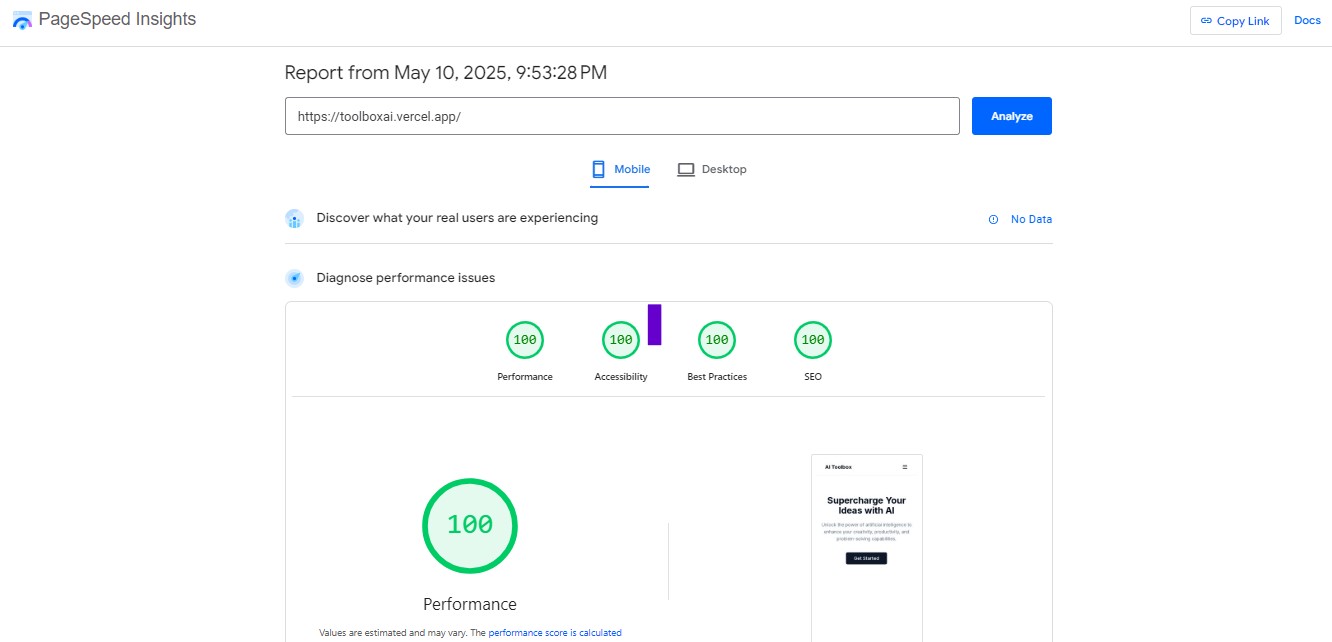 PageSpeed Insights
Copy Link
Docs
Report from May 10, 2025, 9:53:28 PM
https://toolboxai.vercel.app/
Analyze
Mobile
Desktop
Discover what your real users are experiencing
No Data
Diagnose performance issues
100
100
100
100
Performance
Accessibility
Best Practices
SEO
100
Performance
Values are estimated and may vary. The performance score is calculated
AI Toolbox
Supercharge Your
Ideas with AI
Unlock the power of artificial intelligence to
enhance your creativity, productivity, and
problem-solving capabilities.
Get Started